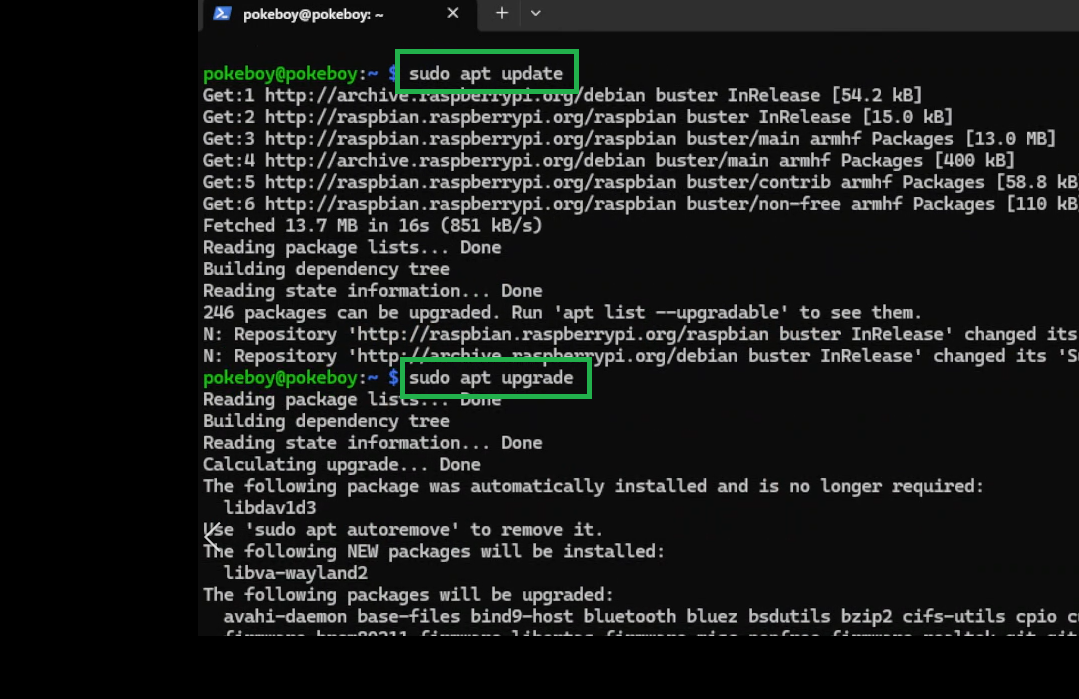 pokeboy@pokeboy: ~
pokeboy@pokeboy:~ $ sudo apt update
Get:1 http://archive.raspberrypi.org/debian buster InRelease [54.2 kB]
Get:2 http://raspbian.raspberrypi.org/raspbian buster InRelease [15.0 kB]
Get:3 http://raspbian.raspberrypi.org/raspbian buster/main armhf Packages [13.0 MB]
Get:4 http://archive.raspberrypi.org/debian buster/main armhf Packages [400 kB]
Get:5 http://raspbian.raspberrypi.org/raspbian buster/contrib armhf Packages [58.8 kB
Get:6 http://raspbian.raspberrypi.org/raspbian buster/non-free armhf Packages [110 kB
Fetched 13.7 MB in 16s (851 kB/s)
Reading package lists... Done
Building dependency tree
Reading state information... Done
246 packages can be upgraded. Run 'apt list --upgradable' to see them.
N: Repository 'http://raspbian.raspberrypi.org/raspbian buster InRelease' changed its
N: Repository 'http://archive.raspberrypi.org/debian buster InRelease' changed its
pokeboy@pokeboy:~ $ sudo apt upgrade
Reading package lists... Done
Building dependency tree
Reading state information... Done
Calculating upgrade... Done
The following package was automatically installed and is no longer required:
libdav1d3
Use 'sudo apt autoremove' to remove it.
The following NEW packages will be installed:
libva-wayland2
The following packages will be upgraded:
avahi-daemon base-files bind9-host bluetooth bluez bsdutils bzip2 cifs-utils cpio